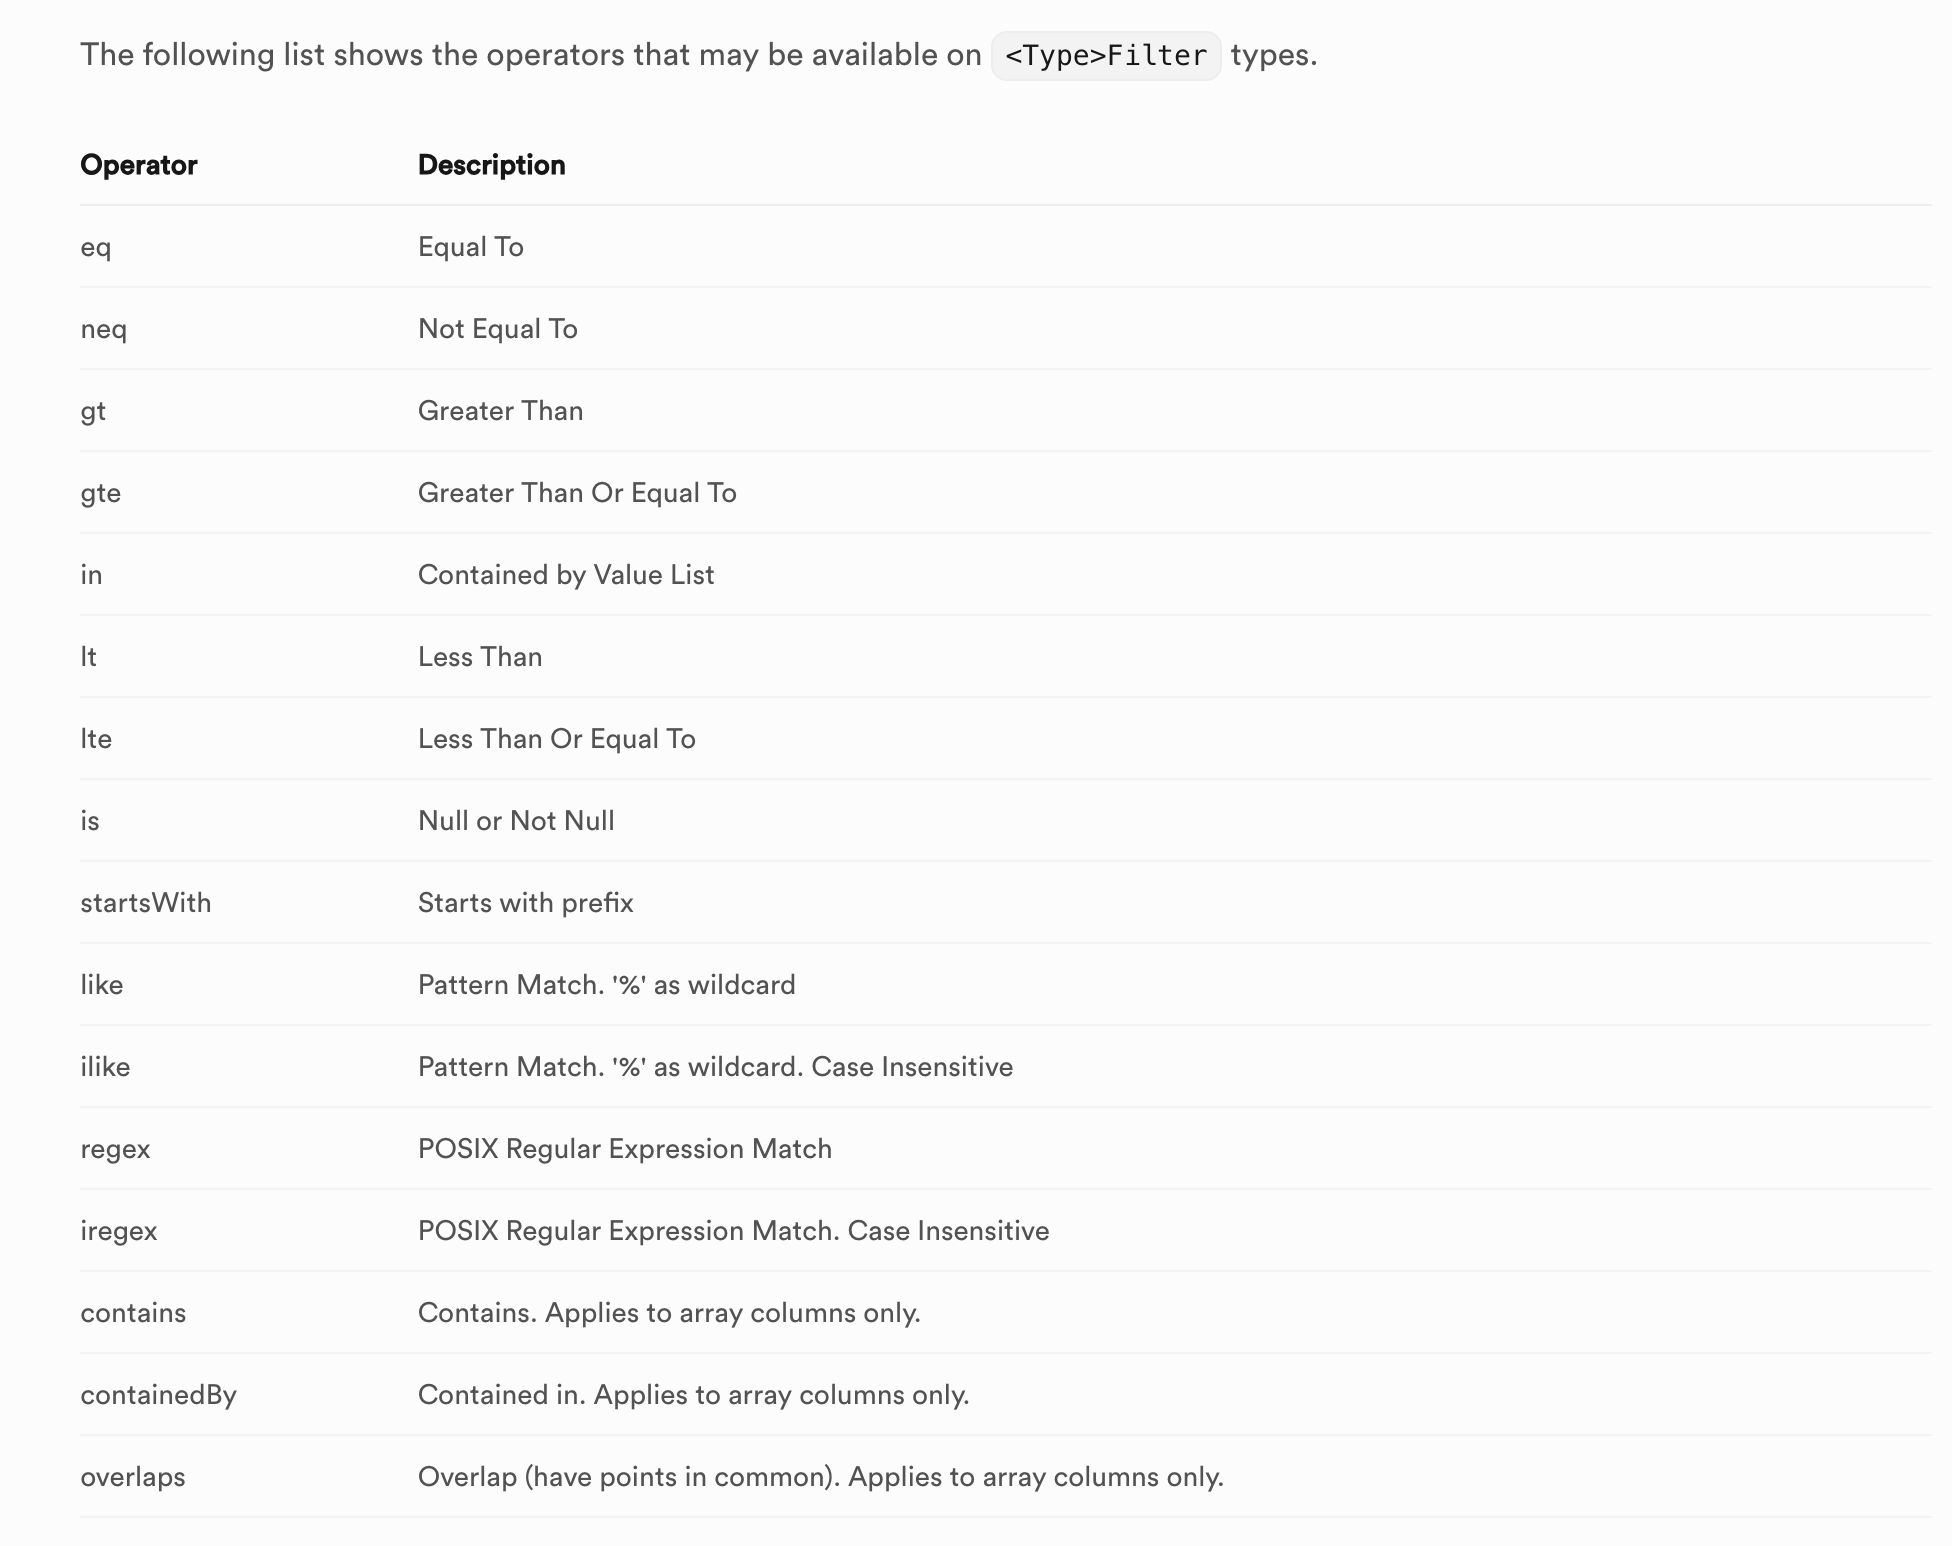 The following list shows the operators that may be available on <Type>Filter types.
Operator Description
eq Equal To
neq Not Equal To
gt Greater Than
gte Greater Than Or Equal To
in Contained by Value List
lt Less Than
lte Less Than Or Equal To
is Null or Not Null
startsWith Starts with prefix
like Pattern Match. '%' as wildcard
ilike Pattern Match. '%' as wildcard. Case Insensitive
regex POSIX Regular Expression Match
iregex POSIX Regular Expression Match. Case Insensitive
contains Contains. Applies to array columns only.
containedBy Contained in. Applies to array columns only.
overlaps Overlap (have points in common). Applies to array columns only.